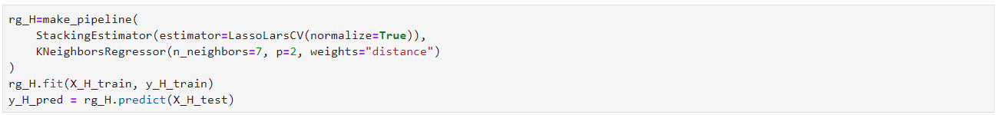 rg_H=make_pipeline(
    StackingEstimator(estimator=LassoLarsCV(normalize=True)),
    KNeighborsRegressor(n_neighbors=7, p=2, weights="distance")
)
rg_H.fit(X_H_train, y_H_train)
y_H_pred = rg_H.predict(X_H_test)